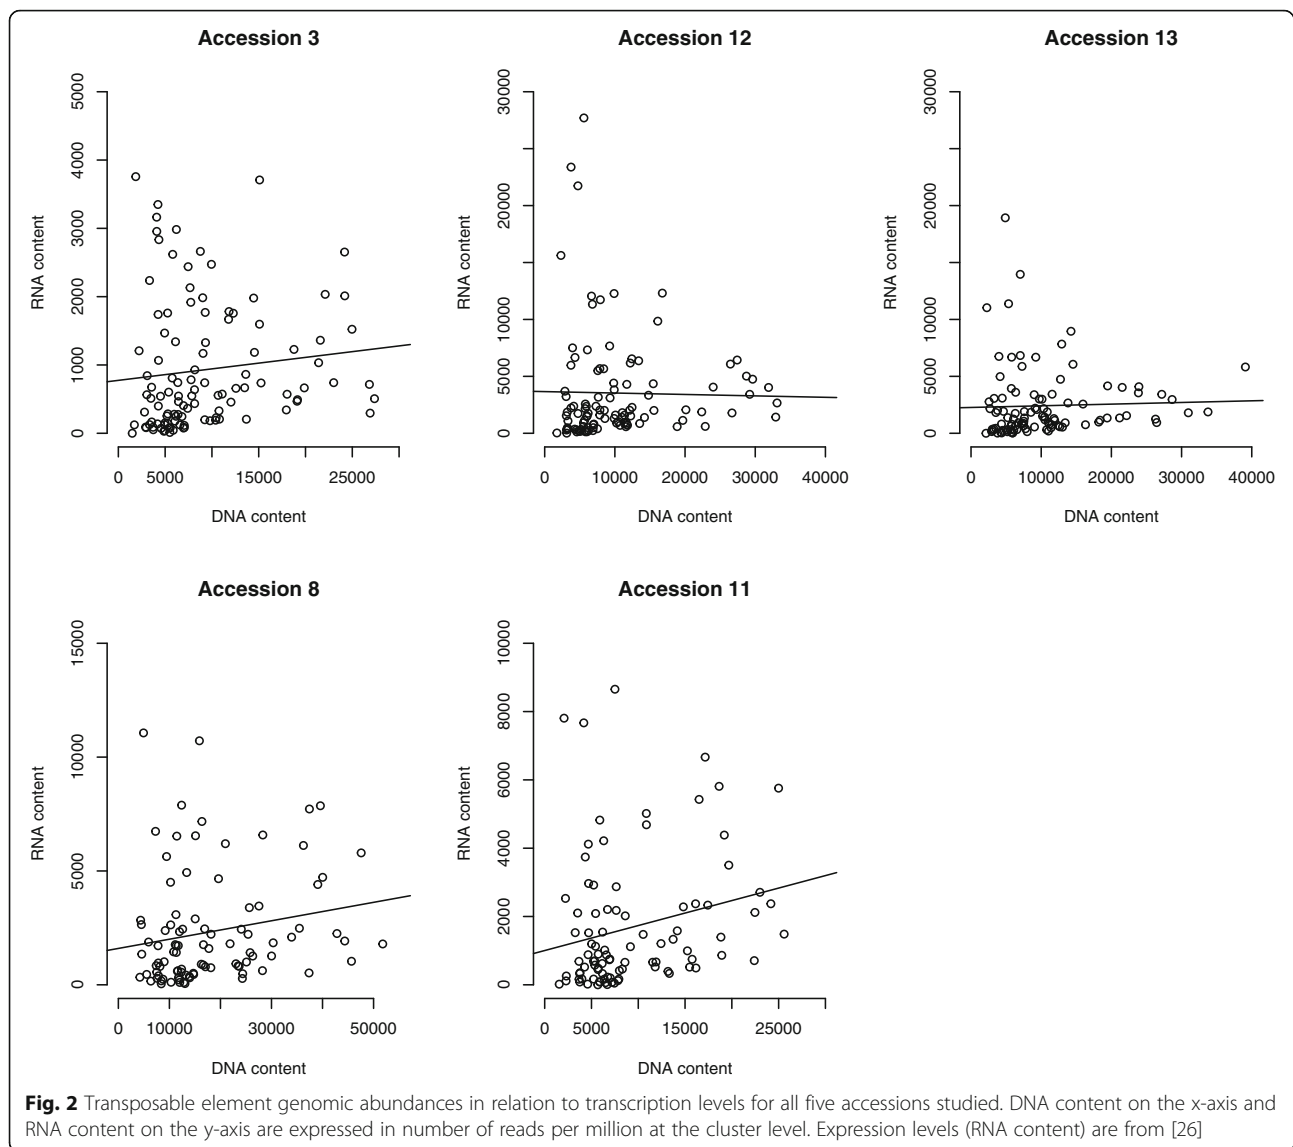 Accession 3
5000
4000
3000
2000
1000
0
RNA content
0 5000 15000 25000
DNA content
Accession 12
30000
20000
10000
5000
0
RNA content
0 10000 20000 30000 40000
DNA content
Accession 13
30000
20000
10000
5000
0
RNA content
0 10000 20000 30000 40000
DNA content
Accession 8
15000
10000
5000
0
RNA content
0 10000 30000 50000
DNA content
Accession 11
10000
8000
6000
4000
2000
0
RNA content
0 5000 15000 25000
DNA content
Fig. 2 Transposable element genomic abundances in relation to transcription levels for all five accessions studied. DNA content on the x-axis and
RNA content on the y-axis are expressed in number of reads per million at the cluster level. Expression levels (RNA content) are from [26]